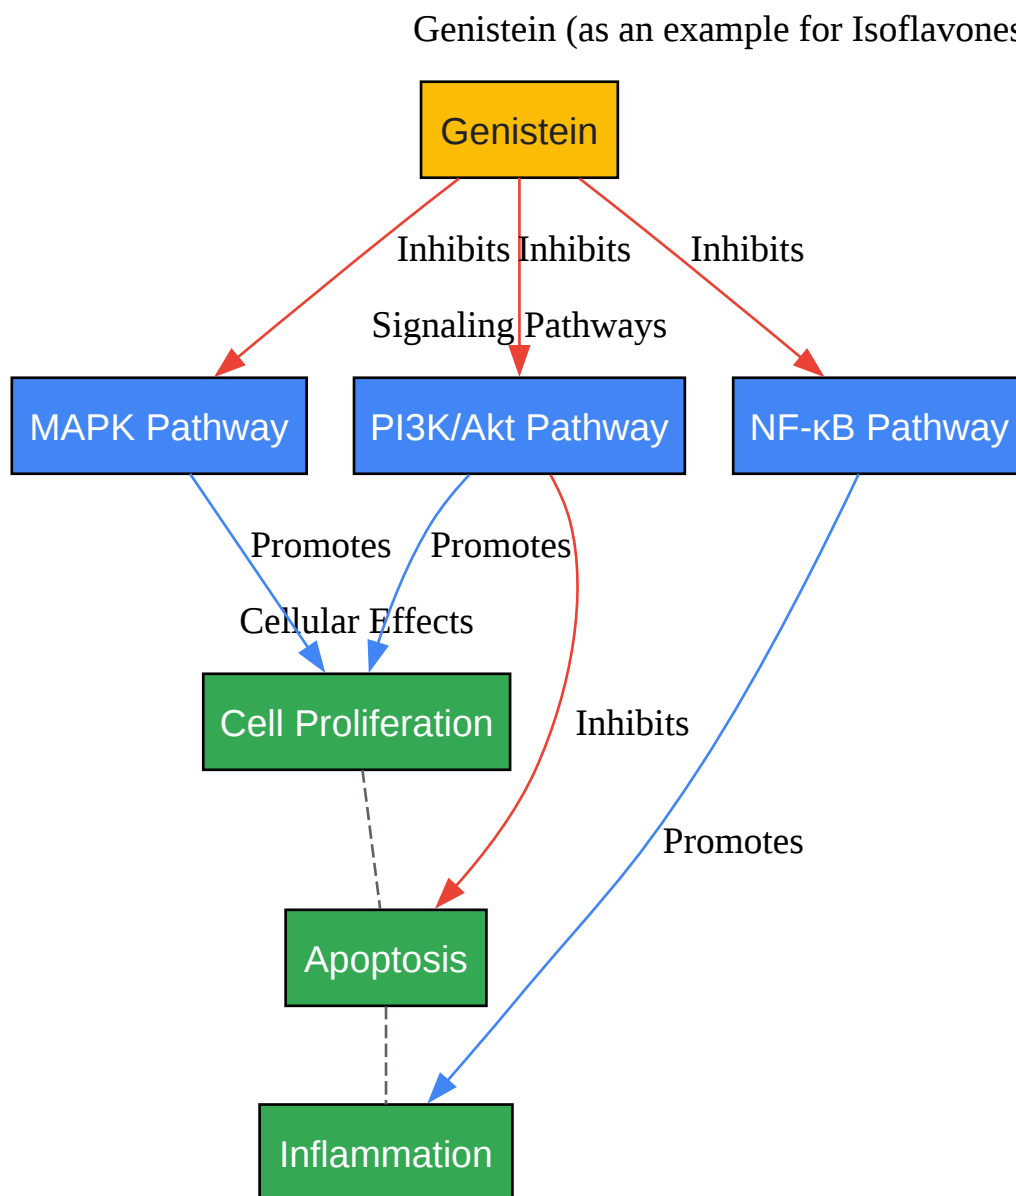 Genistein (as an example for Isoflavones
Genistein
Inhibits
Inhibits
Inhibits
Signaling Pathways
MAPK Pathway
PI3K/Akt Pathway
NF-κB Pathway
Promotes
Promotes
Cellular Effects
Cell Proliferation
Inhibits
Promotes
Apoptosis
Inflammation